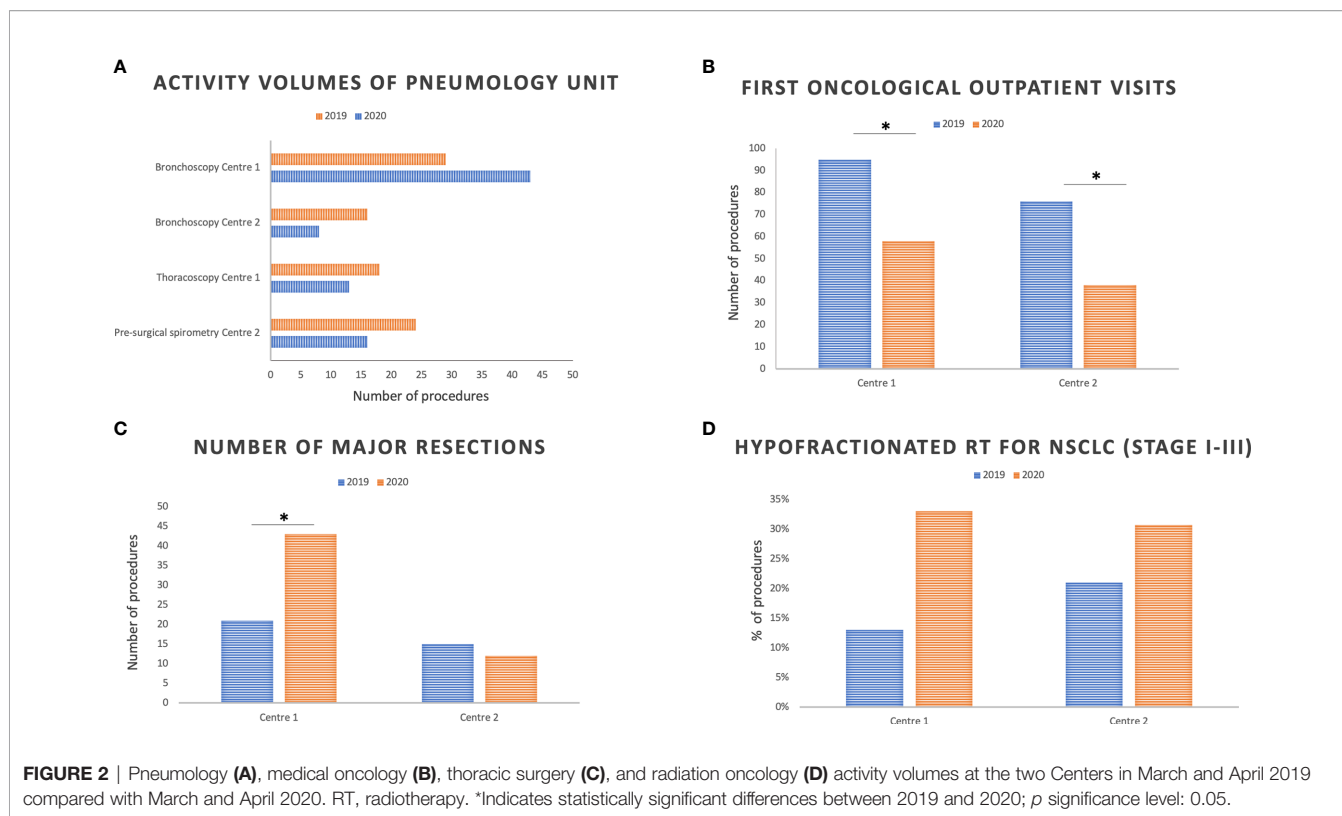 A
ACTIVITY VOLUMES OF PNEUMOLOGY UNIT
2019 2020
Bronchoscopy Centre 1
Bronchoscopy Centre 2
Thoracoscopy Centre 1
Pre-surgical spirometry Centre 2
0 5 10 15 20 25 30 35 40 45 50
Number of procedures
B
FIRST ONCOLOGICAL OUTPATIENT VISITS
2019 2020
* *
Number of procedures
100
90
80
70
60
50
40
30
20
10
0
Centre 1 Centre 2
C
NUMBER OF MAJOR RESECTIONS
2019 2020
*
Number of procedures
50
45
40
35
30
25
20
15
10
5
0
Centre 1 Centre 2
D
HYPOFRACTIONATED RT FOR NSCLC (STAGE I-III)
2019 2020
% of procedures
35%
30%
25%
20%
15%
10%
5%
0%
Centre 1 Centre 2
FIGURE 2 | Pneumology (A), medical oncology (B), thoracic surgery (C), and radiation oncology (D) activity volumes at the two Centers in March and April 2019
compared with March and April 2020. RT, radiotherapy. *Indicates statistically significant differences between 2019 and 2020; p significance level: 0.05.